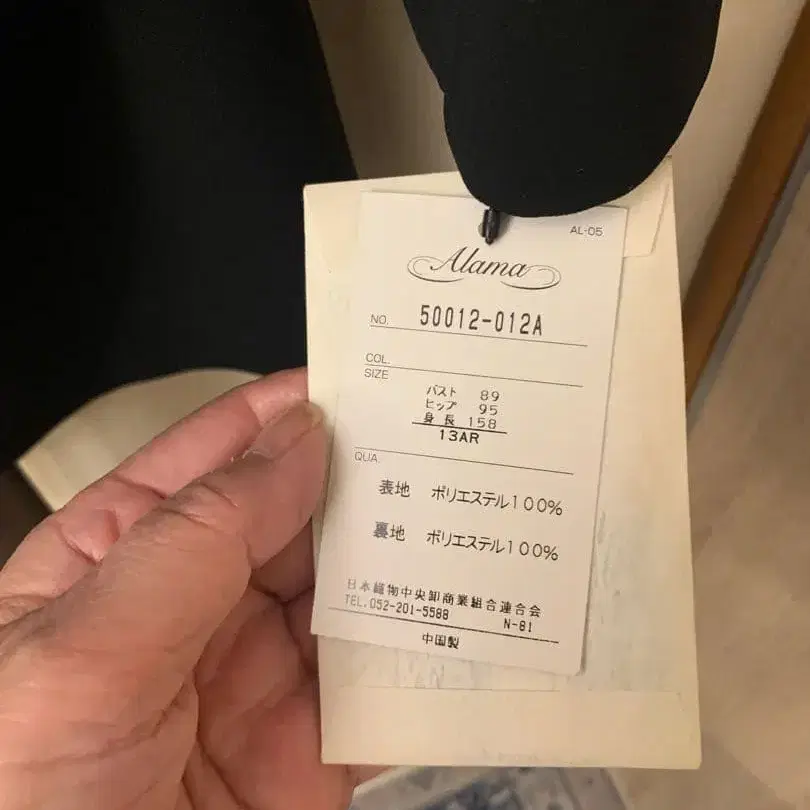 AL-05
Alama
NO. 50012-012A
COL.
SIZE
バスト 89
ヒップ 95
身長 158
13AR
QUA.
表地 ポリエステル100%
裏地 ポリエステル100%
日本織物中央卸商業組合連合会
TEL.052-201-5588 N-81
中国製